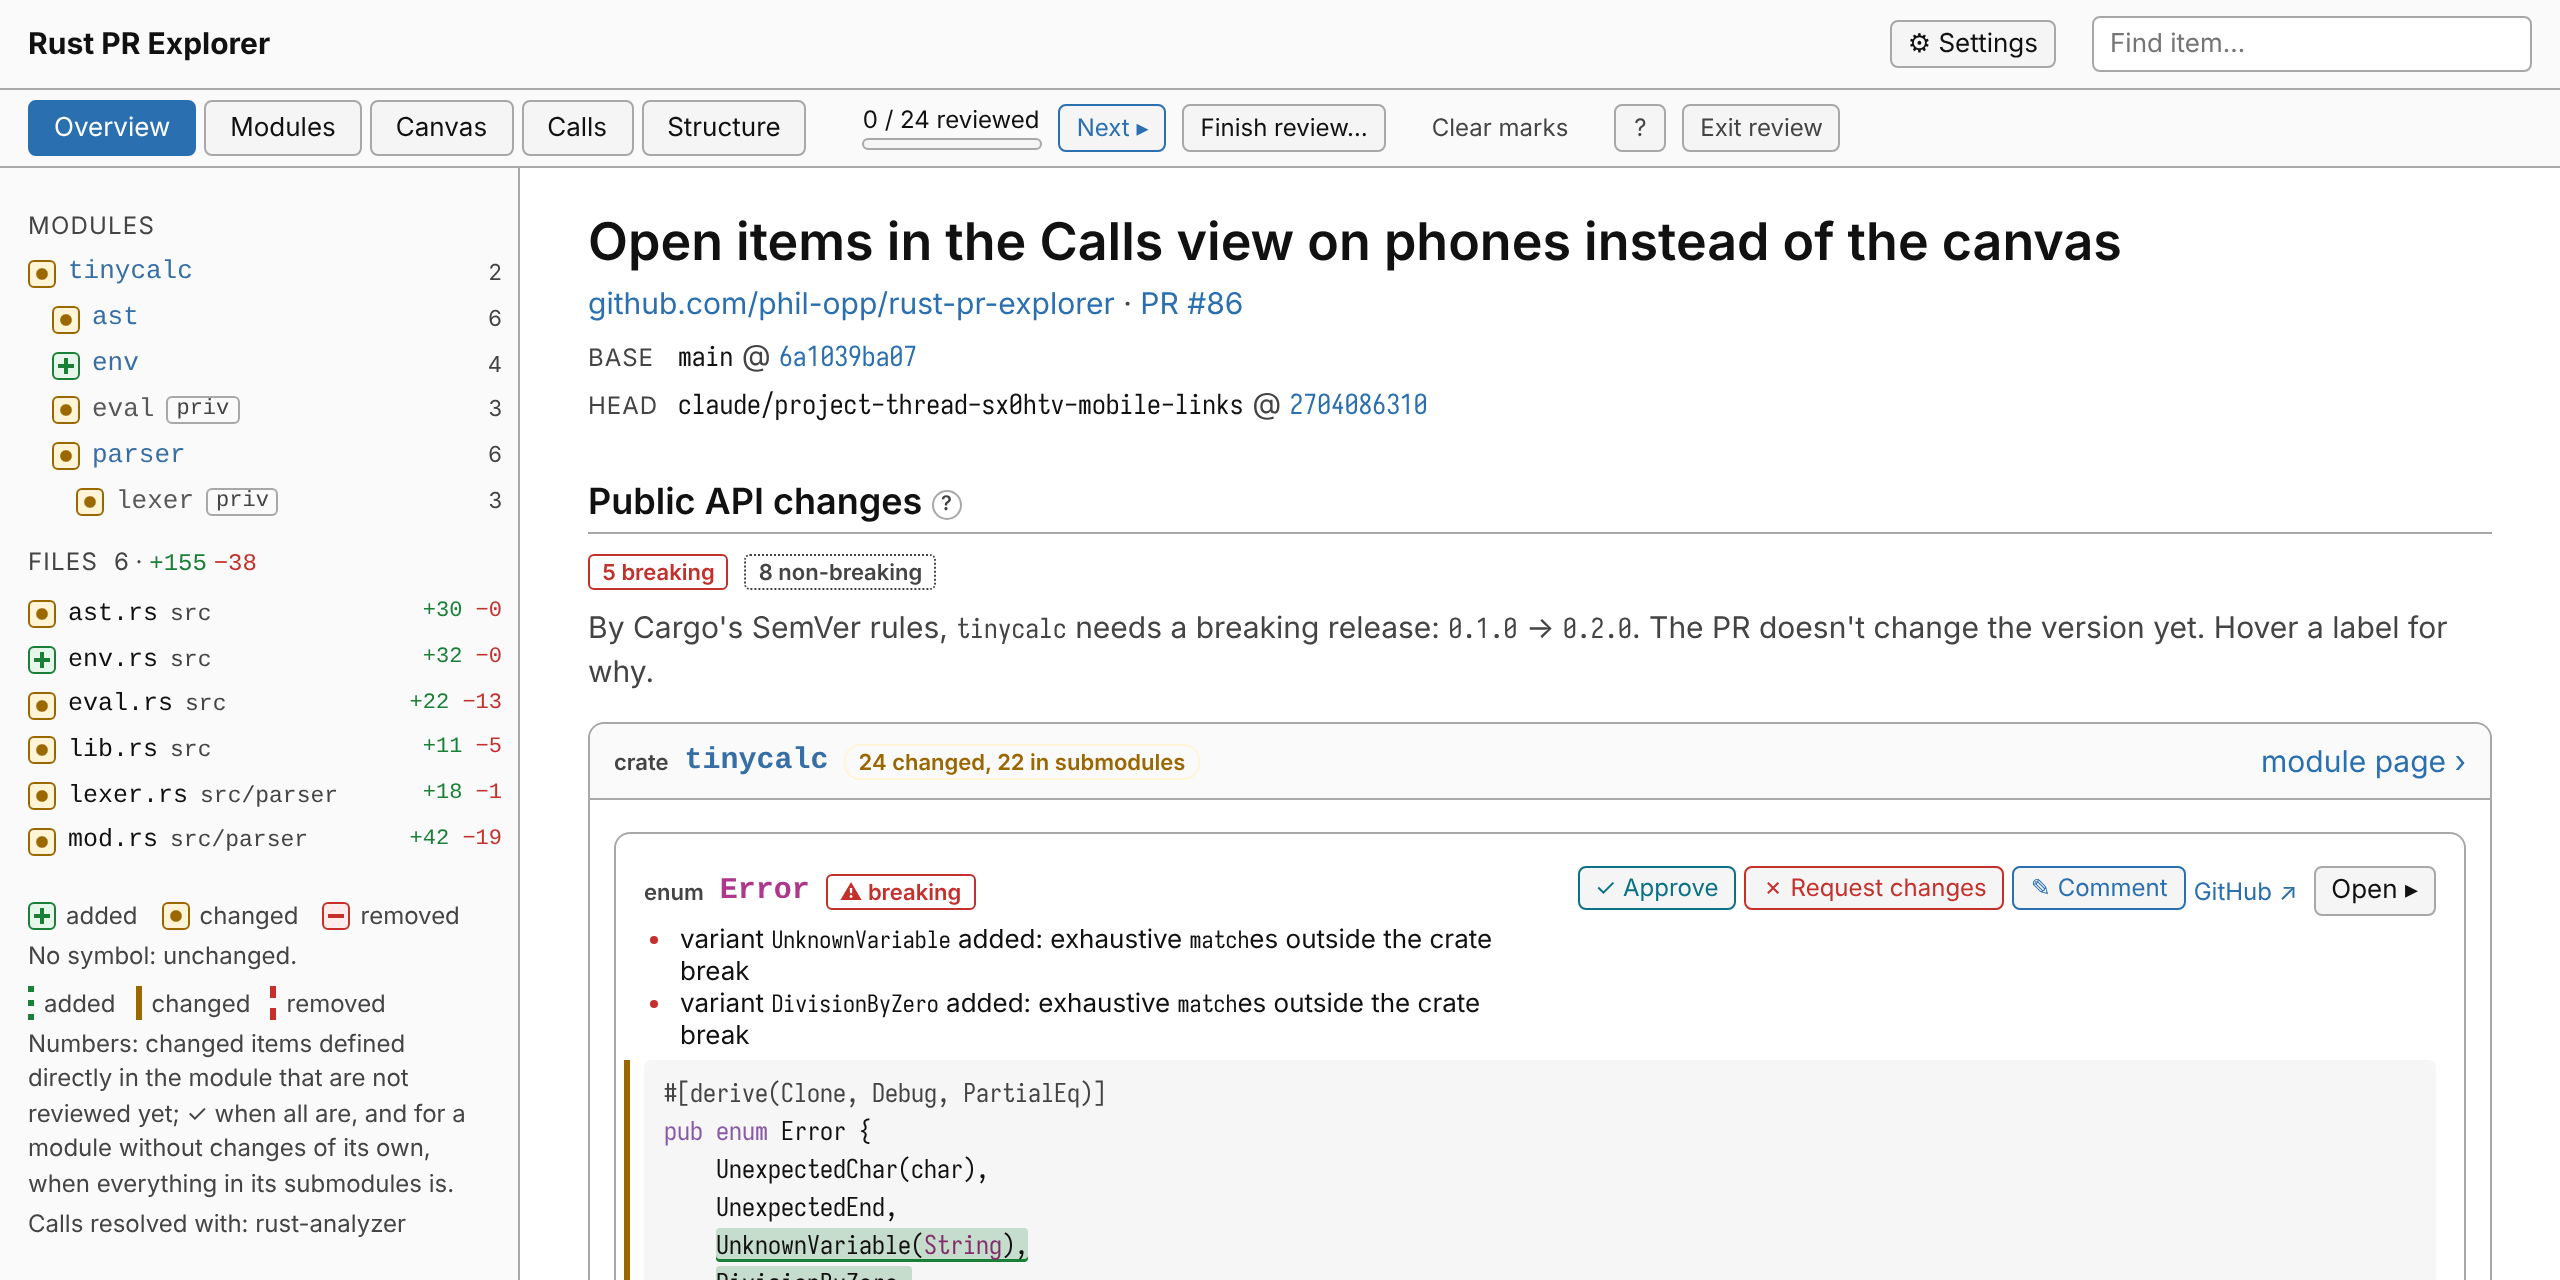 Rust PR Explorer
⚙ Settings
Find item...
Overview
Modules
Canvas
Calls
Structure
0 / 24 reviewed
Next ▸
Finish review...
Clear marks
?
Exit review
MODULES
tinycalc 2
ast 6
env 4
eval priv 3
parser 6
lexer priv 3
FILES 6 · +155 −38
ast.rs src +30 −0
env.rs src +32 −0
eval.rs src +22 −13
lib.rs src +11 −5
lexer.rs src/parser +18 −1
mod.rs src/parser +42 −19
added changed removed
No symbol: unchanged.
added changed removed
Numbers: changed items defined
directly in the module that are not
reviewed yet; ✓ when all are, and for a
module without changes of its own,
when everything in its submodules is.
Calls resolved with: rust-analyzer
Open items in the Calls view on phones instead of the canvas
github.com/phil-opp/rust-pr-explorer · PR #86
BASE main @ 6a1039ba07
HEAD claude/project-thread-sx0htv-mobile-links @ 2704086310
Public API changes ?
5 breaking 8 non-breaking
By Cargo's SemVer rules, tinycalc needs a breaking release: 0.1.0 → 0.2.0. The PR doesn't change the version yet. Hover a label for
why.
crate tinycalc 24 changed, 22 in submodules module page ›
enum Error ⚠ breaking ✓ Approve × Request changes ✎ Comment GitHub ↗ Open ▸
• variant UnknownVariable added: exhaustive matches outside the crate
break
• variant DivisionByZero added: exhaustive matches outside the crate
break
#[derive(Clone, Debug, PartialEq)]
pub enum Error {
UnexpectedChar(char),
UnexpectedEnd,
UnknownVariable(String),
DivisionByZero,